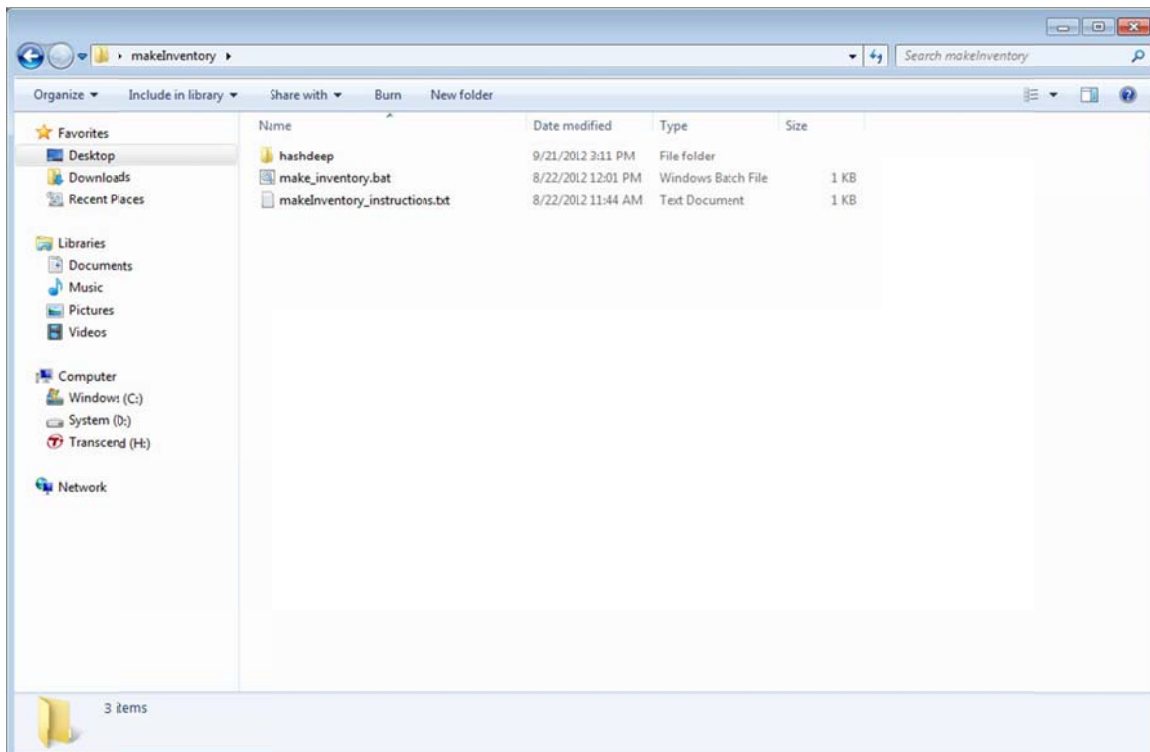 makeInventory
Search makeInventory
Organize Include in library Share with Burn New folder
Name Date modified Type Size
Favorites
Desktop
Downloads
Recent Places
Libraries
Documents
Music
Pictures
Videos
Computer
Windows (C:)
System (D:)
Transcend (H:)
Network
hashdeep 9/21/2012 3:11 PM File folder
make_inventory.bat 8/22/2012 12:01 PM Windows Batch File 1 KB
makeInventory_instructions.txt 8/22/2012 11:44 AM Text Document 1 KB
3 items